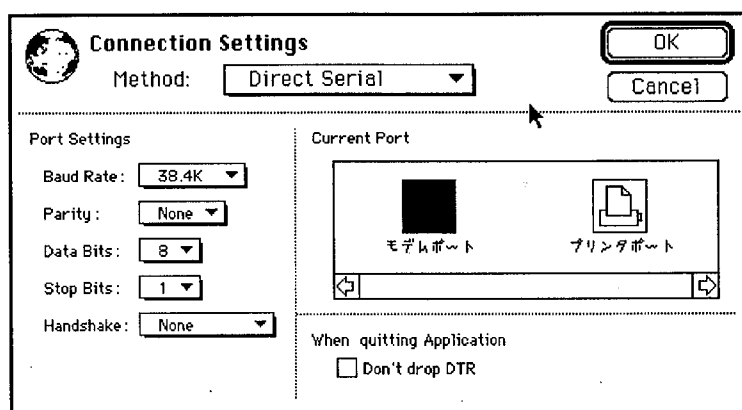 Connection Settings
OK
Method: Direct Serial
Cancel
Port Settings
Baud Rate: 38.4K
Parity: None
Data Bits: 8
Stop Bits: 1
Handshake: None
Current Port
モデムポート
プリンタポート
When quitting Application
Don't drop DTR